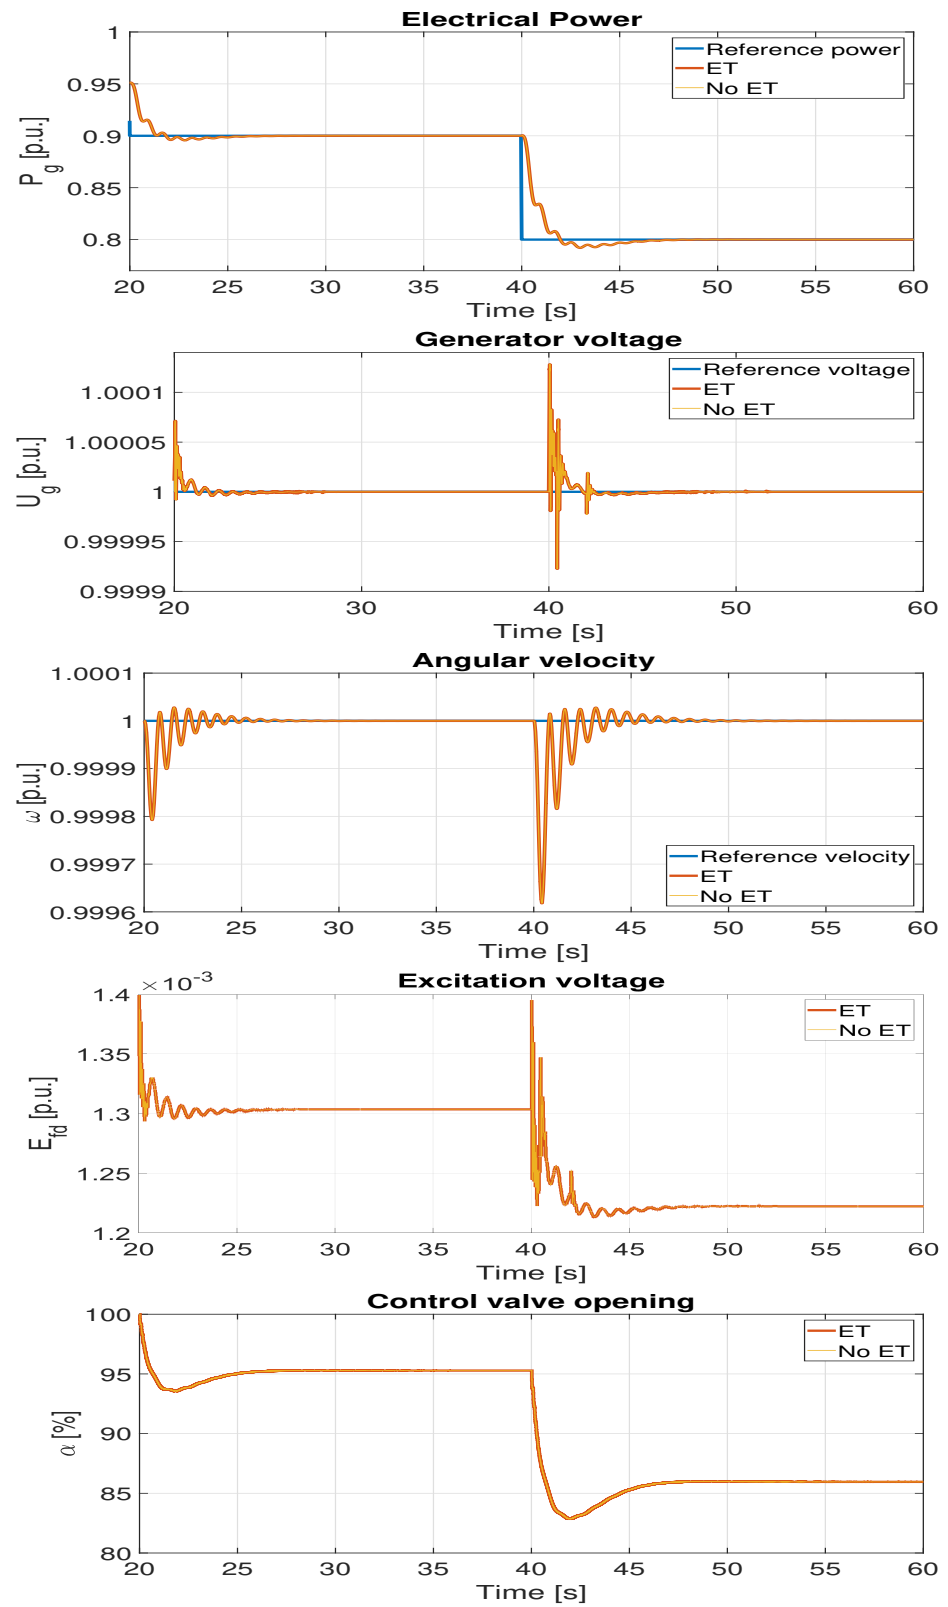 Electrical Power
1
0.95
0.9
0.85
0.8
P_g [p.u.]
Reference power
ET
No ET
20 25 30 35 40 45 50 55 60
Time [s]
Generator voltage
1.0001
1.00005
1
0.99995
0.9999
U_g [p.u.]
Reference voltage
ET
No ET
20 30 40 50 60
Time [s]
Angular velocity
1.0001
1
0.9999
0.9998
0.9997
0.9996
ω [p.u.]
Reference velocity
ET
No ET
20 25 30 35 40 45 50 55 60
Time [s]
Excitation voltage
×10^-3
1.4
1.35
1.3
1.25
1.2
E_fd [p.u.]
ET
No ET
20 25 30 35 40 45 50 55 60
Time [s]
Control valve opening
100
95
90
85
80
α [%]
ET
No ET
20 25 30 35 40 45 50 55 60
Time [s]